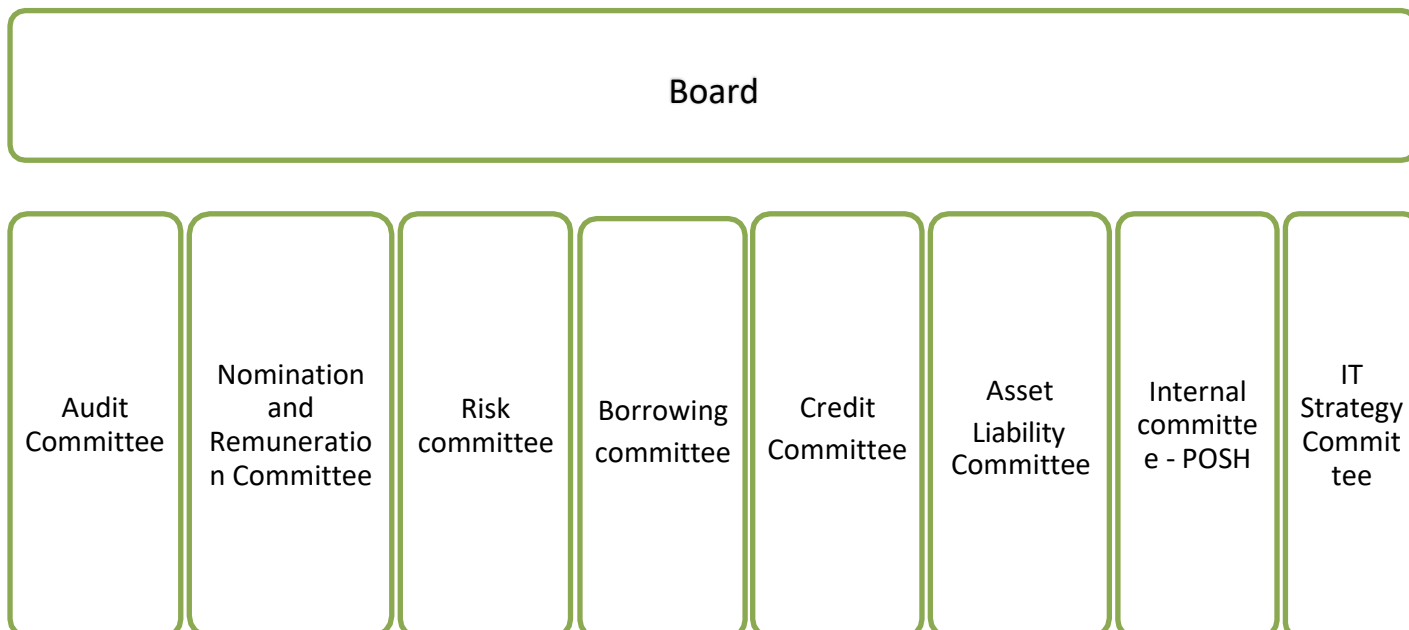 Board
Audit
Committee
Nomination
and
Remuneratio
n Committee
Risk
committee
Borrowing
committee
Credit
Committee
Asset
Liability
Committee
Internal
committe
e - POSH
IT
Strategy
Commit
tee